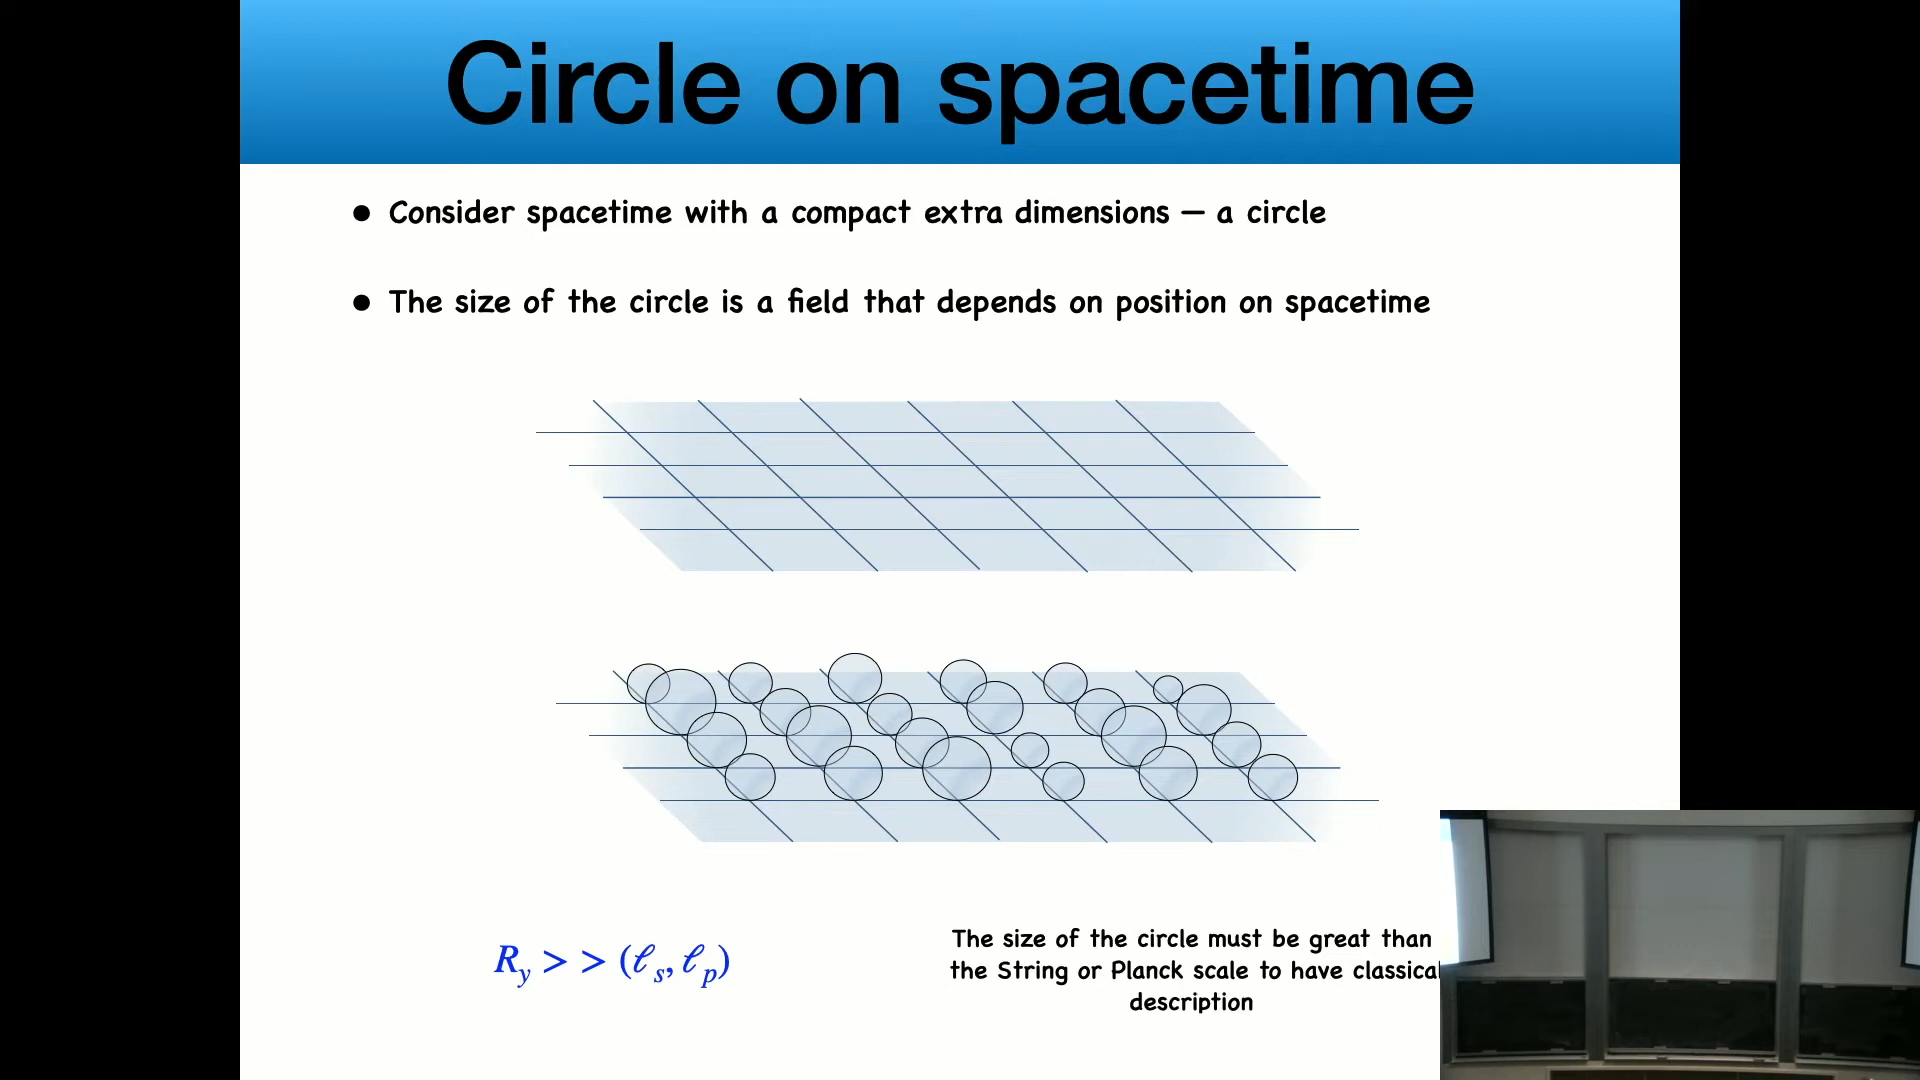 Circle on spacetime
● Consider spacetime with a compact extra dimensions — a circle
● The size of the circle is a field that depends on position on spacetime
R_y > > (ℓ_s, ℓ_p)
The size of the circle must be great than
the String or Planck scale to have classical
description